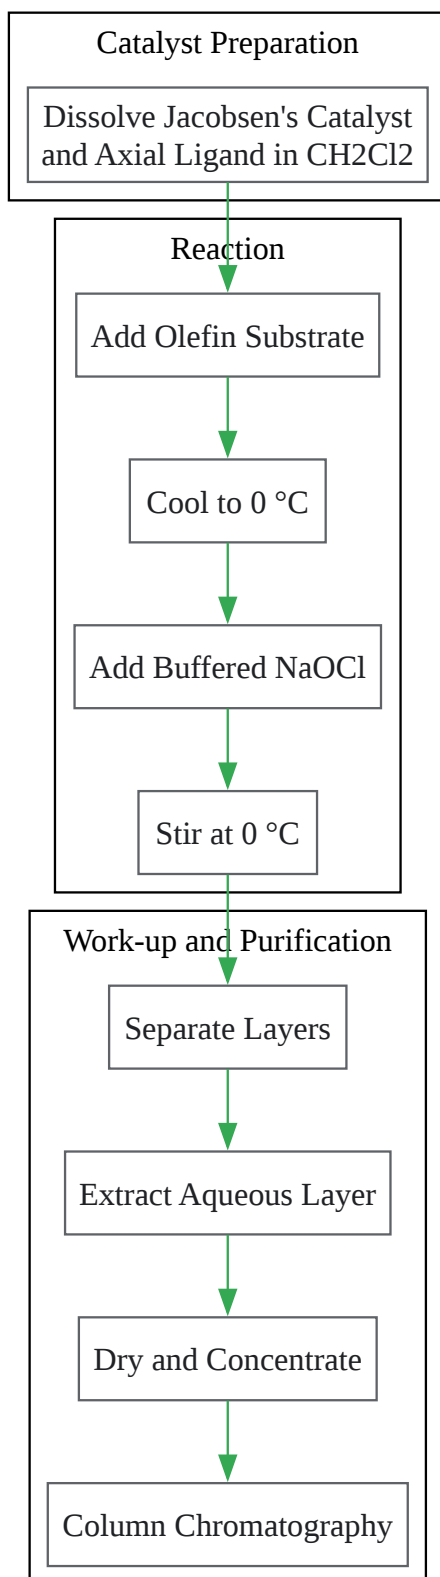 Catalyst Preparation
Dissolve Jacobsen's Catalyst
and Axial Ligand in CH2Cl2
Reaction
Add Olefin Substrate
Cool to 0 °C
Add Buffered NaOCl
Stir at 0 °C
Work-up and Purification
Separate Layers
Extract Aqueous Layer
Dry and Concentrate
Column Chromatography